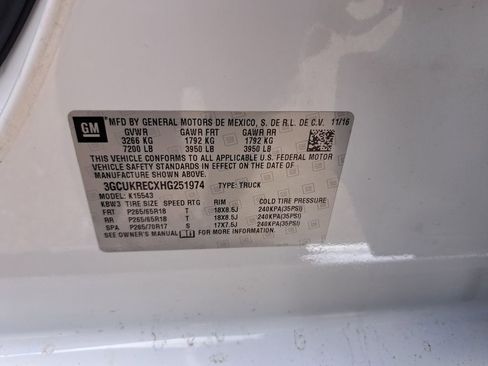 GM
MFD BY GENERAL MOTORS DE MEXICO, S. DE R.L. DE C.V. 11/16
GVWR GAWR FRT GAWR RR
3266 KG 1792 KG 1792 KG
7200 LB 3950 LB 3950 LB
THIS VEHICLE CONFORMS TO ALL APPLICABLE U.S. FEDERAL MOTOR
VEHICLE SAFETY STANDARDS IN EFFECT ON THE DATE OF
MANUFACTURE SHOWN ABOVE.
3GCUKRECXHG251974 TYPE: TRUCK
MODEL: K15543
KBW3 TIRE SIZE SPEED RTG RIM COLD TIRE PRESSURE
FRT P265/65R18 T 18X8.5J 240KPA(35PSI)
RR P265/65R18 T 18X8.5J 240KPA(35PSI)
SPA P265/70R17 S 17X7.5J 240KPA(35PSI)
SEE OWNER'S MANUAL FOR MORE INFORMATION.